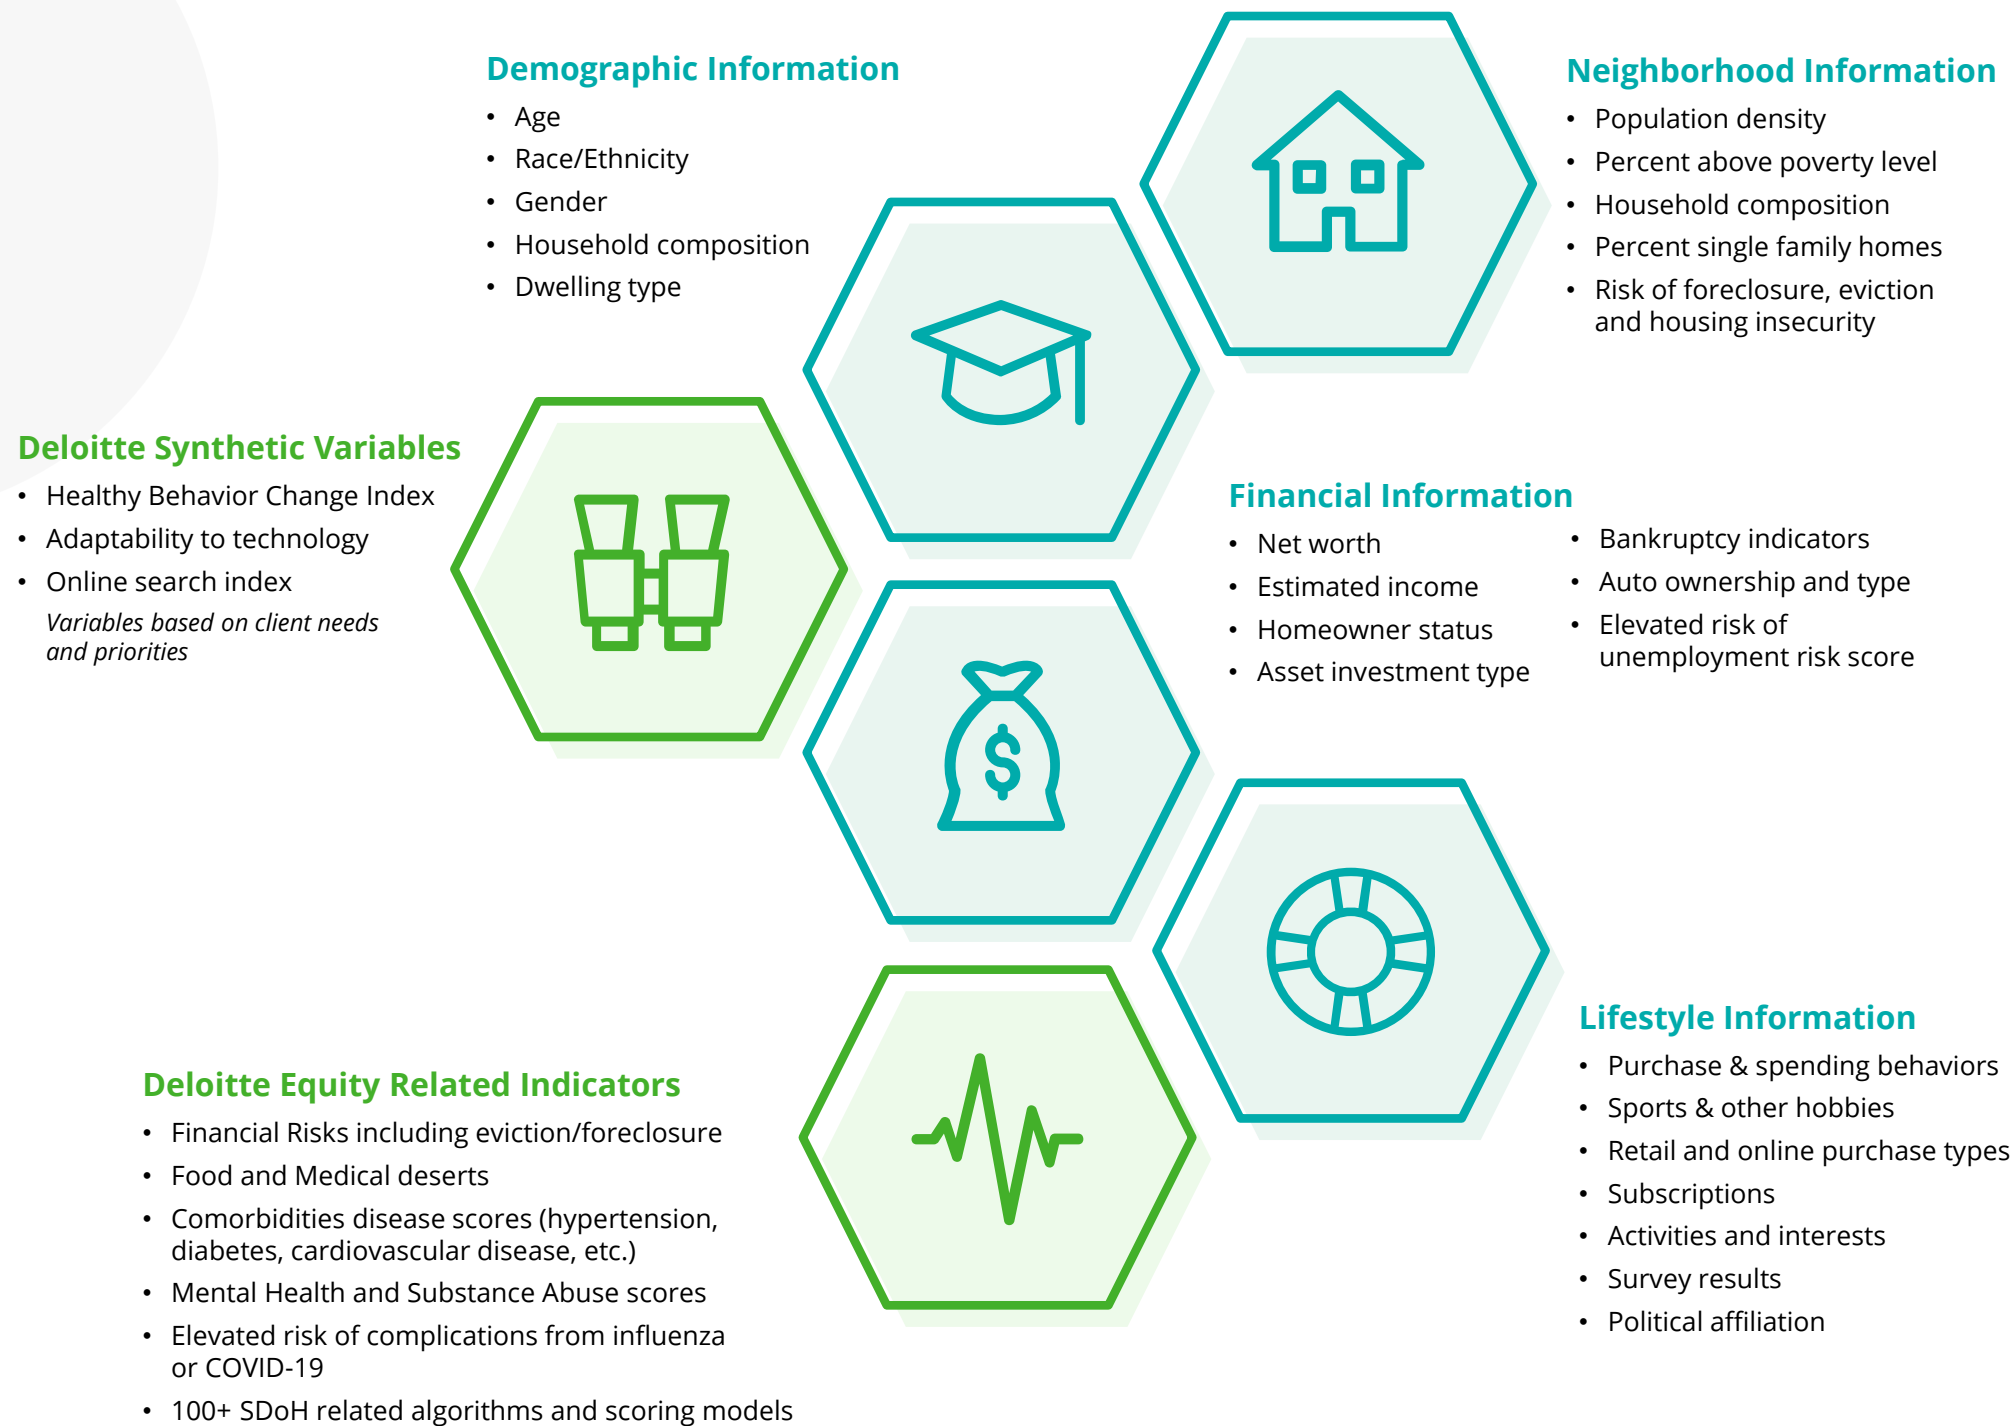 Demographic Information
• Age
• Race/Ethnicity
• Gender
• Household composition
• Dwelling type
Neighborhood Information
• Population density
• Percent above poverty level
• Household composition
• Percent single family homes
• Risk of foreclosure, eviction
and housing insecurity
Deloitte Synthetic Variables
• Healthy Behavior Change Index
• Adaptability to technology
• Online search index
Variables based on client needs
and priorities
Financial Information
• Net worth
• Estimated income
• Homeowner status
• Asset investment type
• Bankruptcy indicators
• Auto ownership and type
• Elevated risk of
unemployment risk score
$
Lifestyle Information
• Purchase & spending behaviors
• Sports & other hobbies
• Retail and online purchase types
• Subscriptions
• Activities and interests
• Survey results
• Political affiliation
Deloitte Equity Related Indicators
• Financial Risks including eviction/foreclosure
• Food and Medical deserts
• Comorbidities disease scores (hypertension,
diabetes, cardiovascular disease, etc.)
• Mental Health and Substance Abuse scores
• Elevated risk of complications from influenza
or COVID-19
• 100+ SDoH related algorithms and scoring models